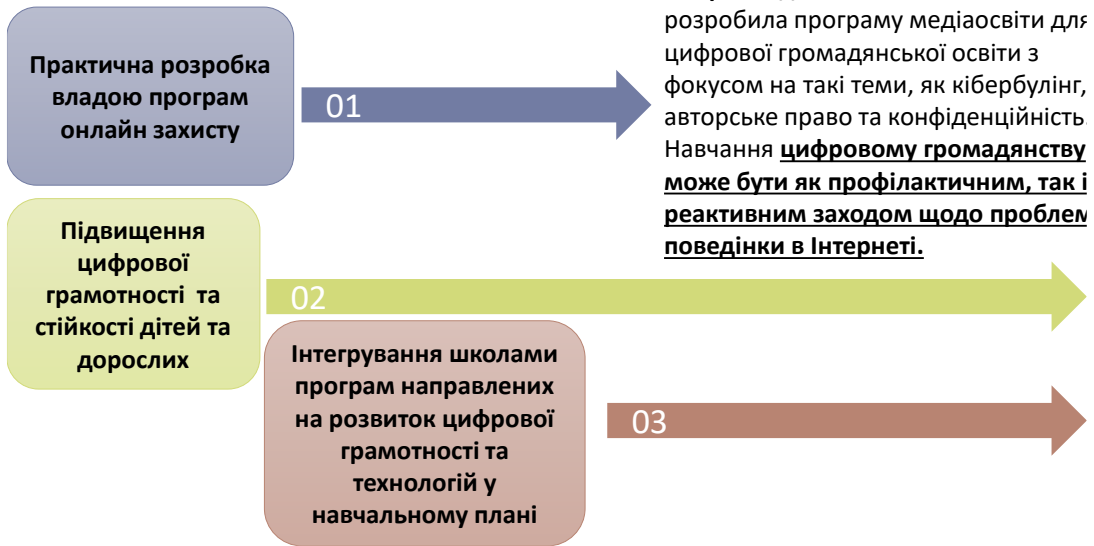 Практична розробка
владою програм
онлайн захисту
01
розробила програму медіаосвіти для
цифрової громадянської освіти з
фокусом на такі теми, як кібербулінг,
авторське право та конфіденційність.
Навчання цифровому громадянству
може бути як профілактичним, так і
реактивним заходом щодо проблем
поведінки в Інтернеті.
Підвищення
цифрової
грамотності та
стійкості дітей та
дорослих
02
Інтегрування школами
програм направлених
на розвиток цифрової
грамотності та
технологій у
навчальному плані
03